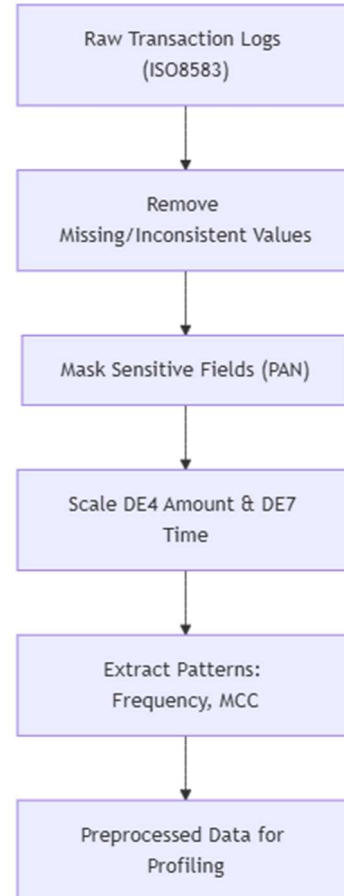 Raw Transaction Logs
(ISO8583)
Remove
Missing/Inconsistent Values
Mask Sensitive Fields (PAN)
Scale DE4 Amount & DE7
Time
Extract Patterns:
Frequency, MCC
Preprocessed Data for
Profiling